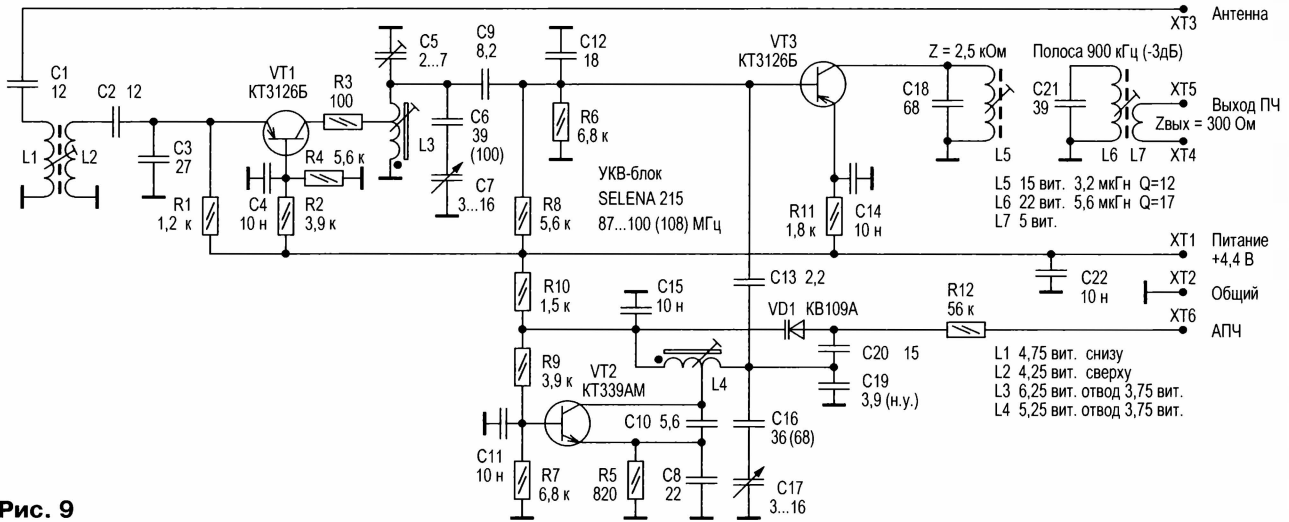 Антенна
XT3
C1
12
C2 12
VT1
КТ3126Б
R3
100
C5
2...7
C9
8,2
C12
18
VT3
КТ3126Б
Z = 2,5 кОм
Полоса 900 кГц (-3дБ)
C18
68
C21
39
XT5
Выход ПЧ
Zвых = 300 Ом
XT4
L1
L2
C3
27
R4
5,6 к
L3
C6
39
(100)
R6
6,8 к
L5
L6
L7
C7
3...16
УКВ-блок
SELENA 215
87...100 (108) МГц
R1
1,2 к
C4
10 н
R2
3,9 к
R8
5,6 к
R11
1,8 к
C14
10 н
L5 15 вит. 3,2 мкГн Q=12
L6 22 вит. 5,6 мкГн Q=17
L7 5 вит.
XT1
Питание
+4,4 В
C22
10 н
XT2
Общий
R10
1,5 к
C15
10 н
C13 2,2
VD1 КВ109А
R12
56 к
XT6
АПЧ
R9
3,9 к
VT2
КТ339АМ
L4
C20 15
C19
3,9 (н.у.)
L1 4,75 вит. снизу
L2 4,25 вит. сверху
L3 6,25 вит. отвод 3,75 вит.
L4 5,25 вит. отвод 3,75 вит.
C10 5,6
C16
36 (68)
C11
10 н
R7
6,8 к
R5
820
C8
22
C17
3...16
Рис. 9